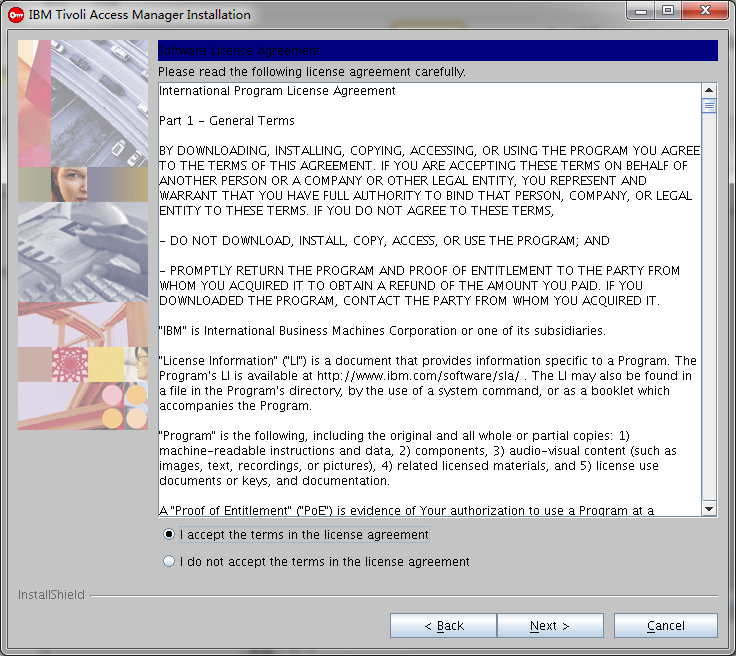 IBM Tivoli Access Manager Installation
Software License Agreement
Please read the following license agreement carefully.
International Program License Agreement
Part 1 - General Terms
BY DOWNLOADING, INSTALLING, COPYING, ACCESSING, OR USING THE PROGRAM YOU AGREE
TO THE TERMS OF THIS AGREEMENT. IF YOU ARE ACCEPTING THESE TERMS ON BEHALF OF
ANOTHER PERSON OR A COMPANY OR OTHER LEGAL ENTITY, YOU REPRESENT AND
WARRANT THAT YOU HAVE FULL AUTHORITY TO BIND THAT PERSON, COMPANY, OR LEGAL
ENTITY TO THESE TERMS. IF YOU DO NOT AGREE TO THESE TERMS,
- DO NOT DOWNLOAD, INSTALL, COPY, ACCESS, OR USE THE PROGRAM; AND
- PROMPTLY RETURN THE PROGRAM AND PROOF OF ENTITLEMENT TO THE PARTY FROM
WHOM YOU ACQUIRED IT TO OBTAIN A REFUND OF THE AMOUNT YOU PAID. IF YOU
DOWNLOADED THE PROGRAM, CONTACT THE PARTY FROM WHOM YOU ACQUIRED IT.
"IBM" is International Business Machines Corporation or one of its subsidiaries.
"License Information" ("LI") is a document that provides information specific to a Program. The
Program's LI is available at http://www.ibm.com/software/sla/ . The LI may also be found in
a file in the Program's directory, by the use of a system command, or as a booklet which
accompanies the Program.
"Program" is the following, including the original and all whole or partial copies: 1)
machine-readable instructions and data, 2) components, 3) audio-visual content (such as
images, text, recordings, or pictures), 4) related licensed materials, and 5) license use
documents or keys, and documentation.
A "Proof of Entitlement" ("PoE") is evidence of Your authorization to use a Program at a
I accept the terms in the license agreement
I do not accept the terms in the license agreement
InstallShield
< Back
Next >
Cancel